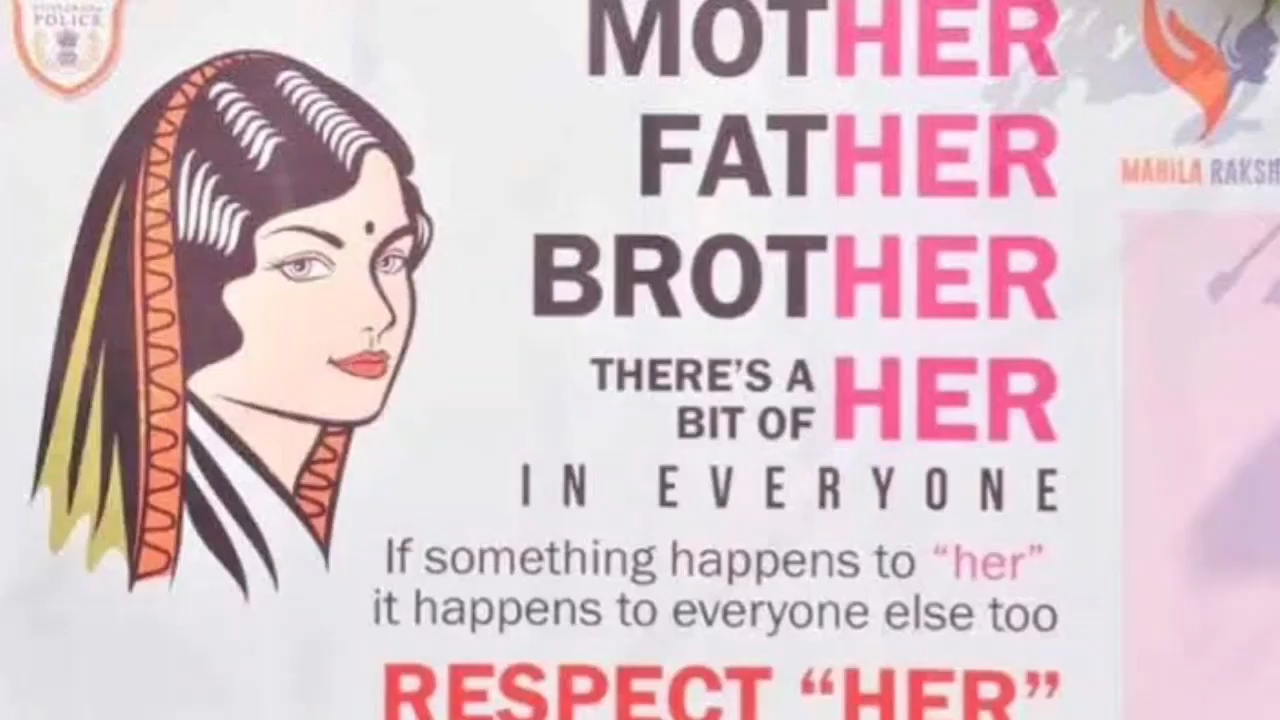 POLICE
MOTHER
FATHER
BROTHER
THERE'S A
BIT OF HER
IN EVERYONE
If something happens to “her”
it happens to everyone else too
RESPECT “HER”
MAHILA RAKSH